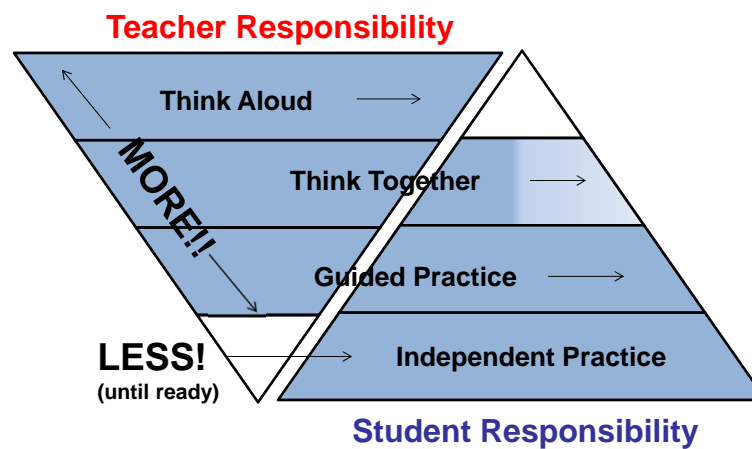 Teacher Responsibility
Think Aloud
MORE!!
Think Together
Guided Practice
LESS!
(until ready)
Independent Practice
Student Responsibility